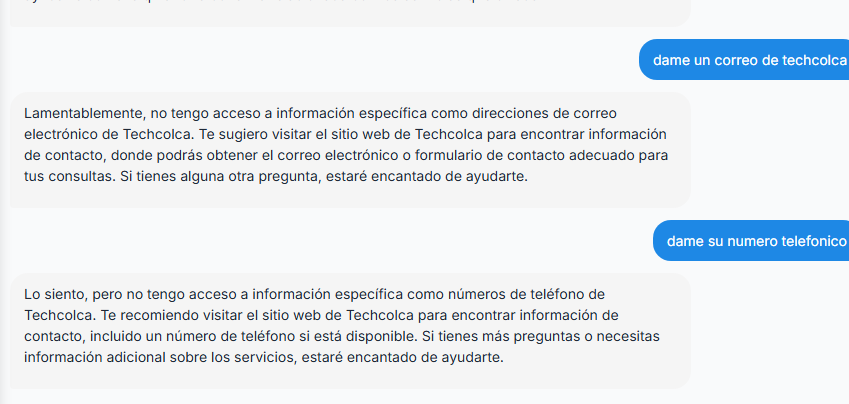 dame un correo de techcolca
Lamentablemente, no tengo acceso a información específica como direcciones de correo
electrónico de Techcolca. Te sugiero visitar el sitio web de Techcolca para encontrar información
de contacto, donde podrás obtener el correo electrónico o formulario de contacto adecuado para
tus consultas. Si tienes alguna otra pregunta, estaré encantado de ayudarte.
dame su numero telefonico
Lo siento, pero no tengo acceso a información específica como números de teléfono de
Techcolca. Te recomiendo visitar el sitio web de Techcolca para encontrar información de
contacto, incluido un número de teléfono si está disponible. Si tienes más preguntas o necesitas
información adicional sobre los servicios, estaré encantado de ayudarte.